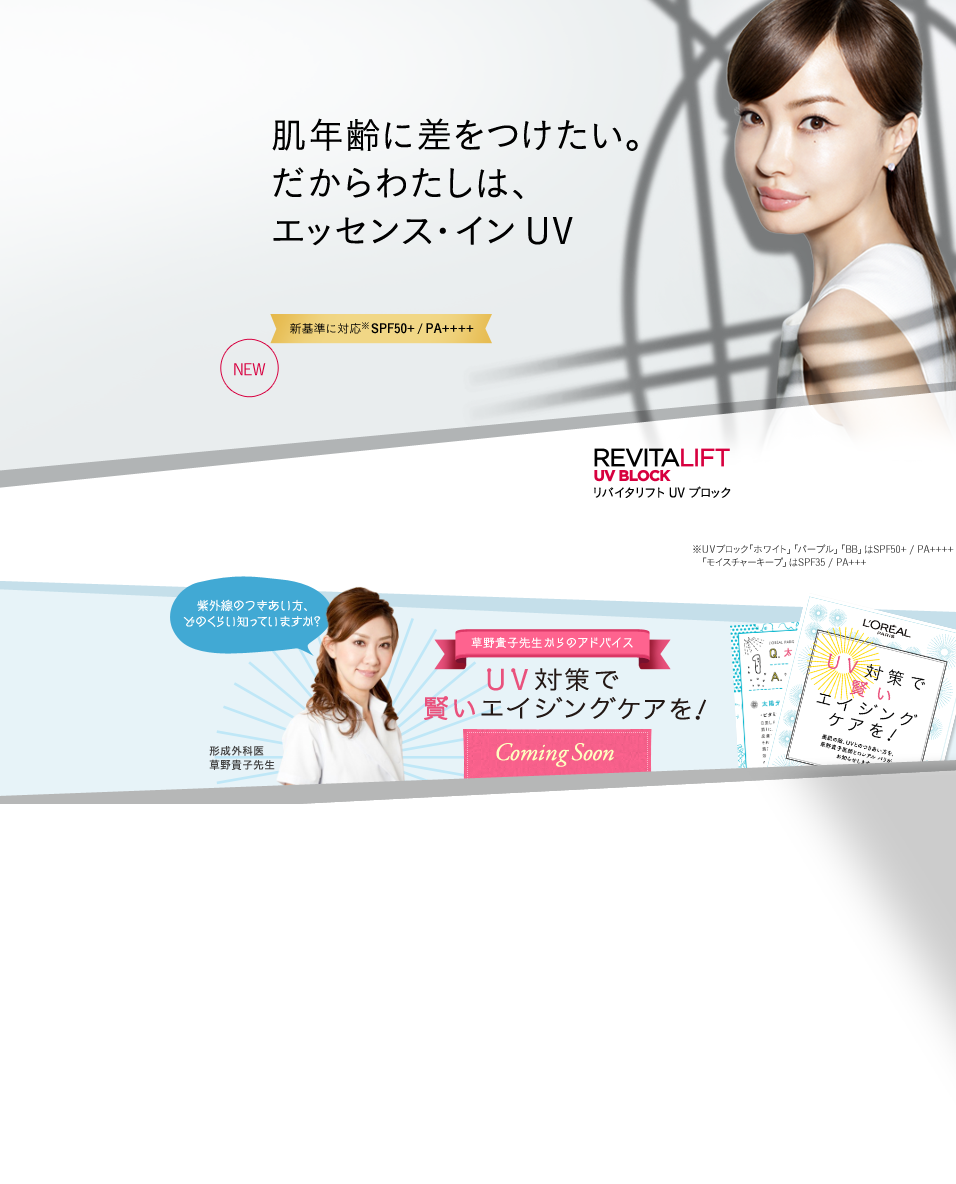 肌年齢に差をつけたい。
だからわたしは、
エッセンス・イン UV
新基準に対応※SPF50+ / PA++++
NEW
REVITALIFT
UV BLOCK
リバイタリフト UV ブロック
※UVブロック「ホワイト」「パープル」「BB」はSPF50+ / PA++++
「モイスチャーキープ」はSPF35 / PA+++
紫外線のつきあい方、
どのくらい知っていますか?
草野貴子先生からのアドバイス
UV対策で
賢いエイジングケアを!
Coming Soon
形成外科医
草野貴子先生
Q. 太
A.
太陽
L'ORÉAL
PARIS
UV対策で
賢い
エイジング
ケアを!
美肌の敵、UVとのつきあい方を、
草野貴子医師とロレアル パリが、
お知らせします